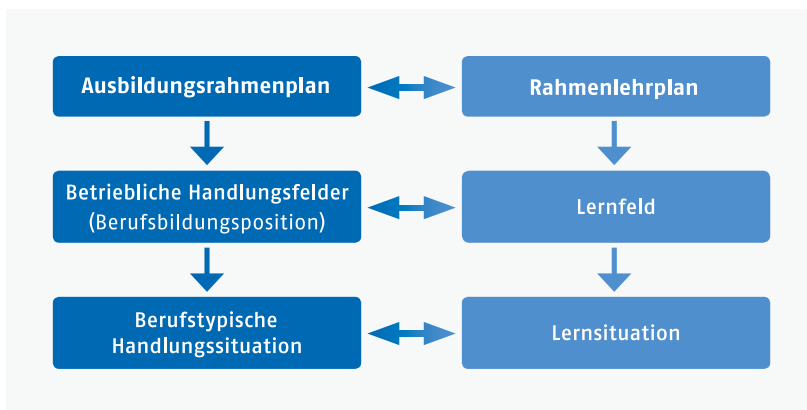 Ausbildungsrahmenplan
Rahmenlehrplan
Betriebliche Handlungsfelder
(Berufsbildungsposition)
Lernfeld
Berufstypische
Handlungssituation
Lernsituation